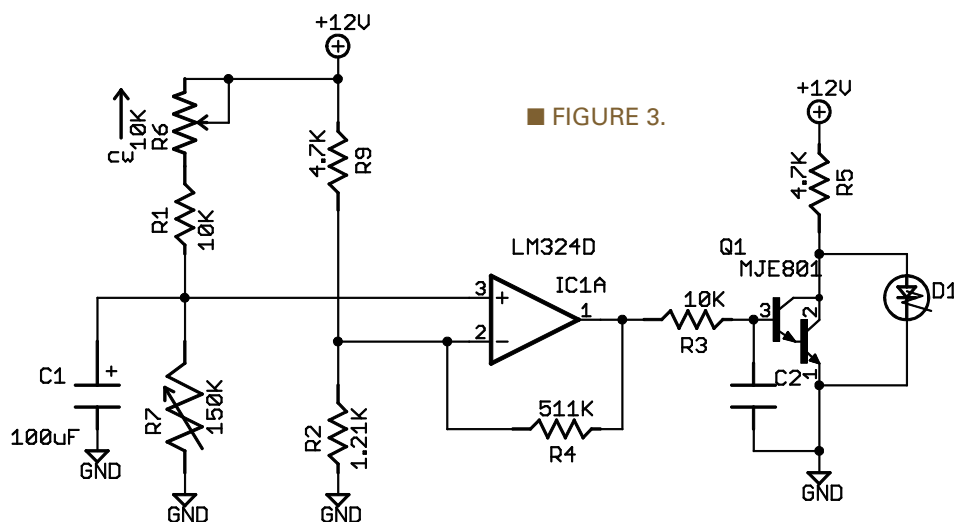 +12V
FIGURE 3.
+12V
cw
10K
R6
4.7K
R9
4.7K
R5
R1
10K
LM324D
Q1
MJE801
IC1A
3
+
1
10K
3
2
D1
2
-
R3
C1
+
100uF
GND
R7
150K
R2
1.21K
511K
R4
C2
1
GND
GND
GND